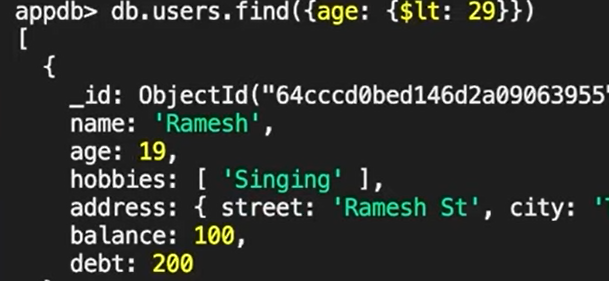 appdb> db.users.find({age: {$lt: 29}})
[
{
_id: ObjectId("64cccd0bed146d2a09063955"
name: 'Ramesh',
age: 19,
hobbies: [ 'Singing' ],
address: { street: 'Ramesh St', city: '
balance: 100,
debt: 200